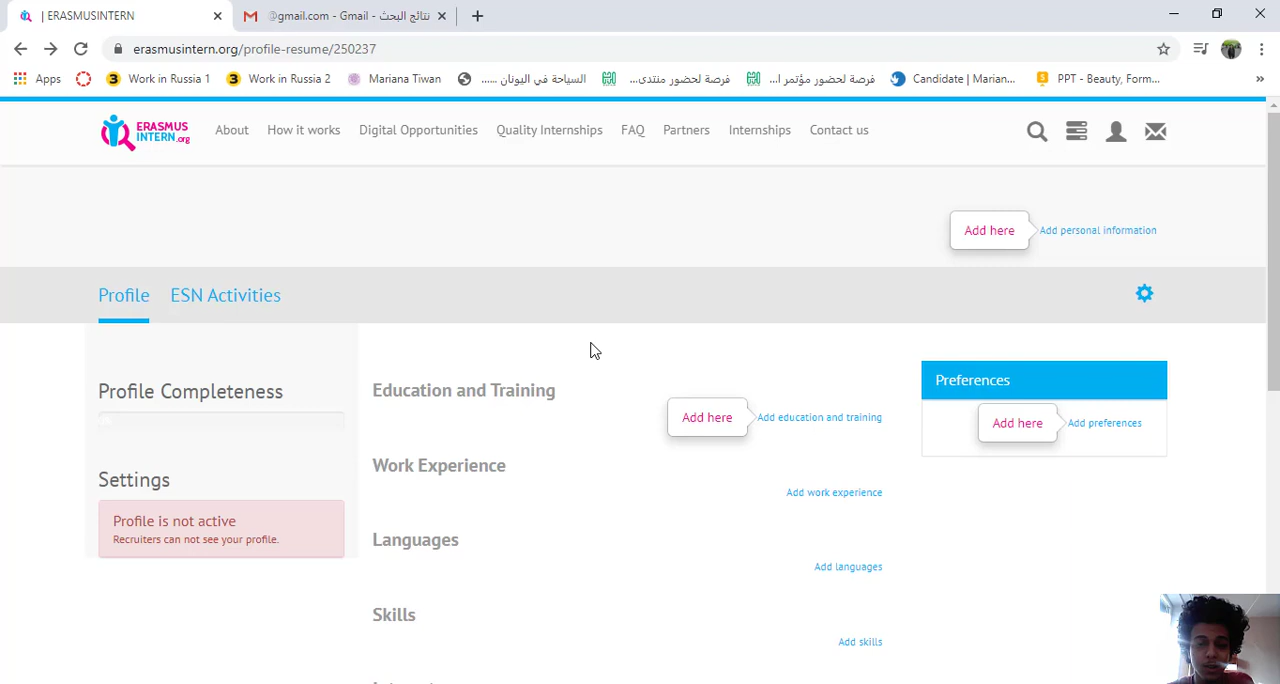 | ERASMUSINTERN
@gmail.com - Gmail - نتائج البحث
erasmusintern.org/profile-resume/250237
Apps
3 Work in Russia 1
3 Work in Russia 2
Mariana Tiwan
السياحة في اليونان ......
فرصة لحضور منتدى...
فرصة لحضور مؤتمر ا...
Candidate | Marian...
PPT - Beauty, Form...
»
ERASMUS
INTERN.org
About
How it works
Digital Opportunities
Quality Internships
FAQ
Partners
Internships
Contact us
Add here
Add personal information
Profile
ESN Activities
Profile Completeness
Settings
Profile is not active
Recruiters can not see your profile.
Education and Training
Add here
Add education and training
Work Experience
Add work experience
Languages
Add languages
Skills
Add skills
Preferences
Add here
Add preferences